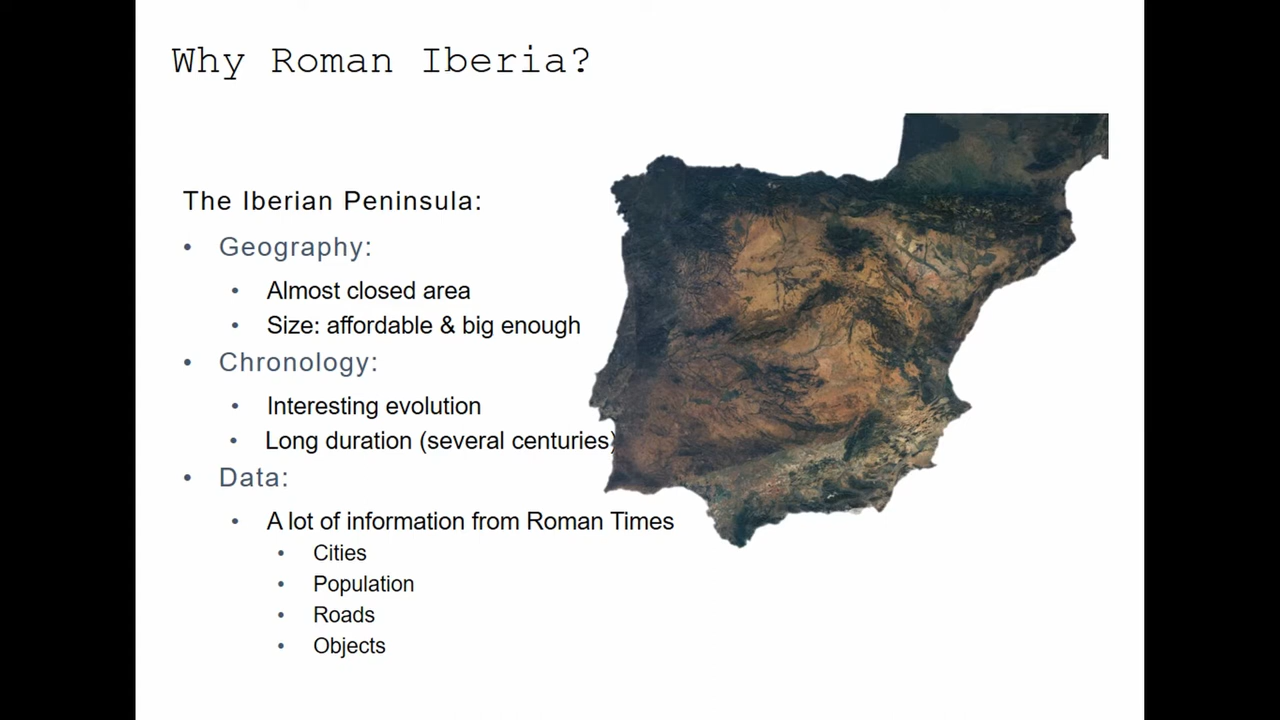 Why Roman Iberia?
The Iberian Peninsula:
• Geography:
• Almost closed area
• Size: affordable & big enough
• Chronology:
• Interesting evolution
• Long duration (several centuries)
• Data:
• A lot of information from Roman Times
• Cities
• Population
• Roads
• Objects